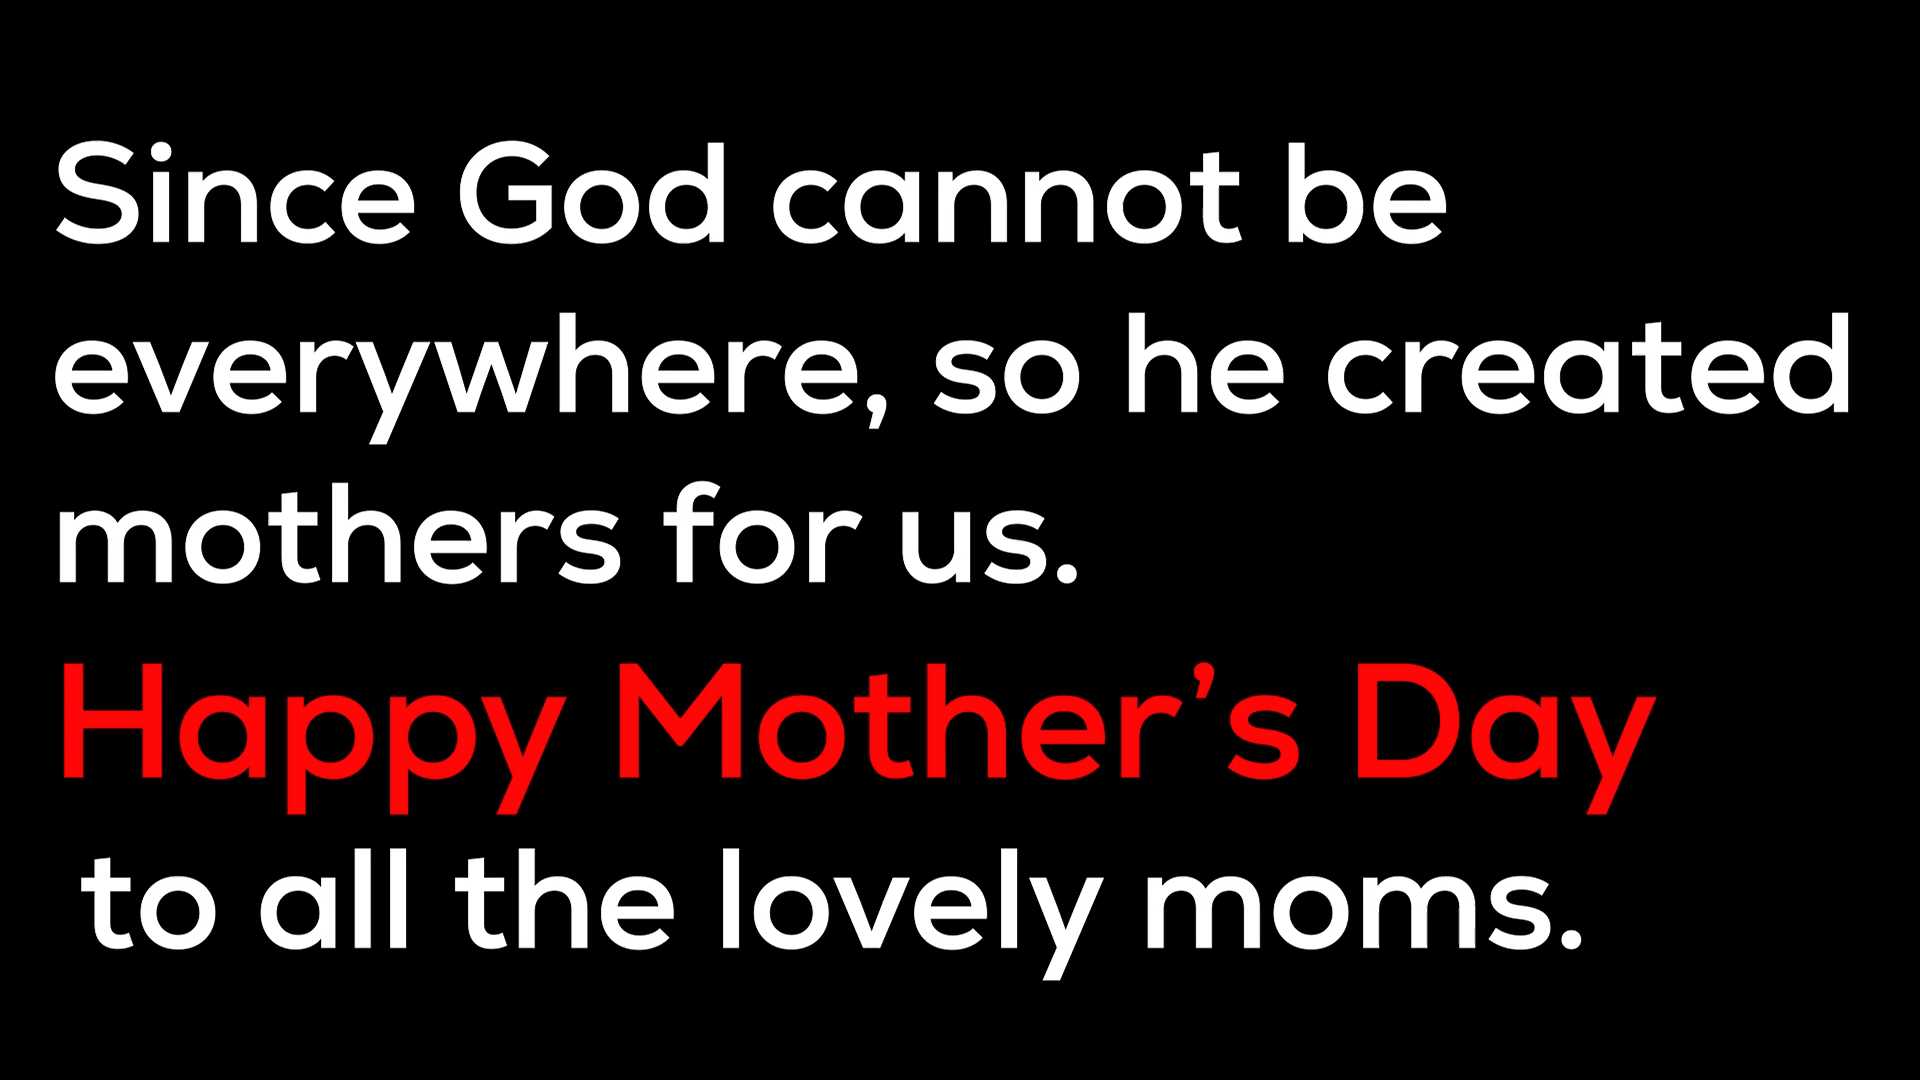 Since God cannot be
everywhere, so he created
mothers for us.
Happy Mother’s Day
to all the lovely moms.